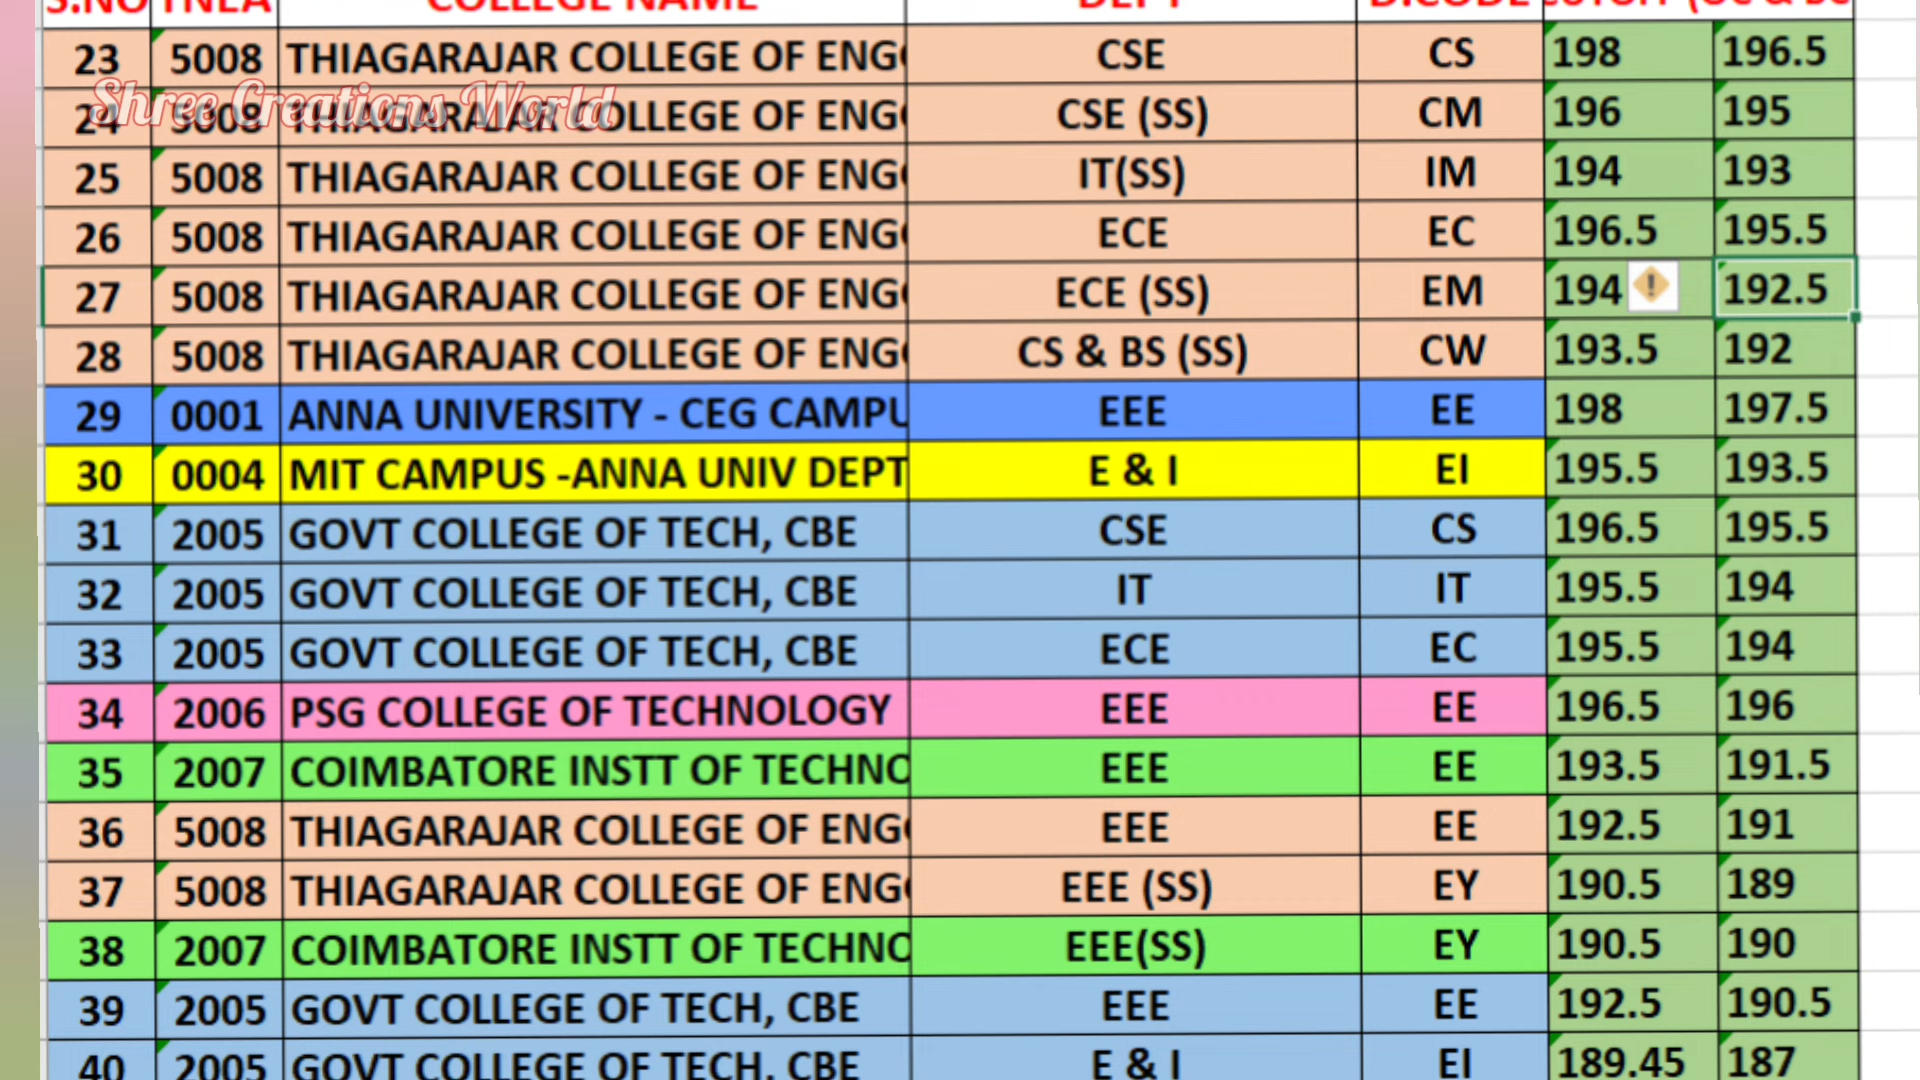 S.NO TNEA COLLEGE NAME DEPT D.CODE CUTOFF (OC & BC
23 5008 THIAGARAJAR COLLEGE OF ENG CSE CS 198 196.5
Shree Creations World
24 5008 THIAGARAJAR COLLEGE OF ENG CSE (SS) CM 196 195
25 5008 THIAGARAJAR COLLEGE OF ENG IT(SS) IM 194 193
26 5008 THIAGARAJAR COLLEGE OF ENG ECE EC 196.5 195.5
27 5008 THIAGARAJAR COLLEGE OF ENG ECE (SS) EM 194 192.5
28 5008 THIAGARAJAR COLLEGE OF ENG CS & BS (SS) CW 193.5 192
29 0001 ANNA UNIVERSITY - CEG CAMPU EEE EE 198 197.5
30 0004 MIT CAMPUS -ANNA UNIV DEPT E & I EI 195.5 193.5
31 2005 GOVT COLLEGE OF TECH, CBE CSE CS 196.5 195.5
32 2005 GOVT COLLEGE OF TECH, CBE IT IT 195.5 194
33 2005 GOVT COLLEGE OF TECH, CBE ECE EC 195.5 194
34 2006 PSG COLLEGE OF TECHNOLOGY EEE EE 196.5 196
35 2007 COIMBATORE INSTT OF TECHNO EEE EE 193.5 191.5
36 5008 THIAGARAJAR COLLEGE OF ENG EEE EE 192.5 191
37 5008 THIAGARAJAR COLLEGE OF ENG EEE (SS) EY 190.5 189
38 2007 COIMBATORE INSTT OF TECHNO EEE(SS) EY 190.5 190
39 2005 GOVT COLLEGE OF TECH, CBE EEE EE 192.5 190.5
40 2005 GOVT COLLEGE OF TECH, CBE E & I EI 189.45 187